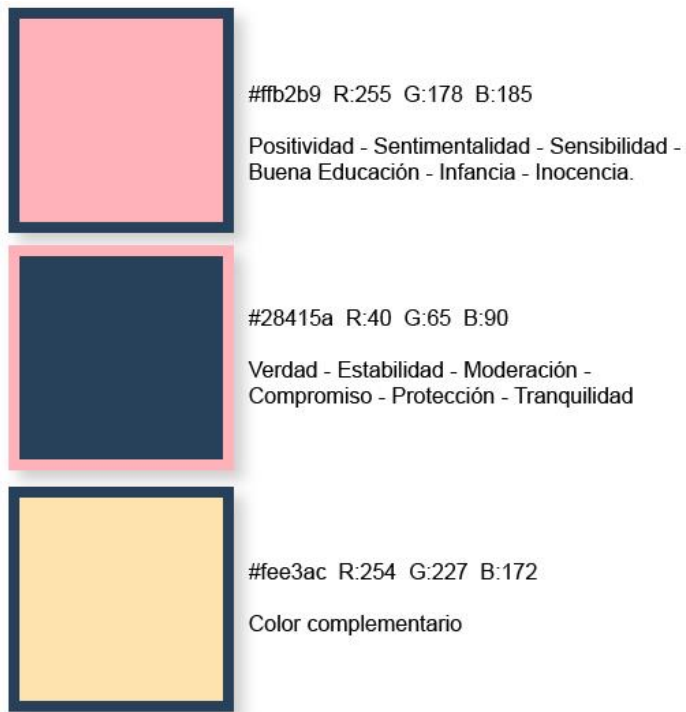 #ffb2b9 R:255 G:178 B:185
Positividad - Sentimentalidad - Sensibilidad -
Buena Educación - Infancia - Inocencia.
#28415a R:40 G:65 B:90
Verdad - Estabilidad - Moderación -
Compromiso - Protección - Tranquilidad
#fee3ac R:254 G:227 B:172
Color complementario